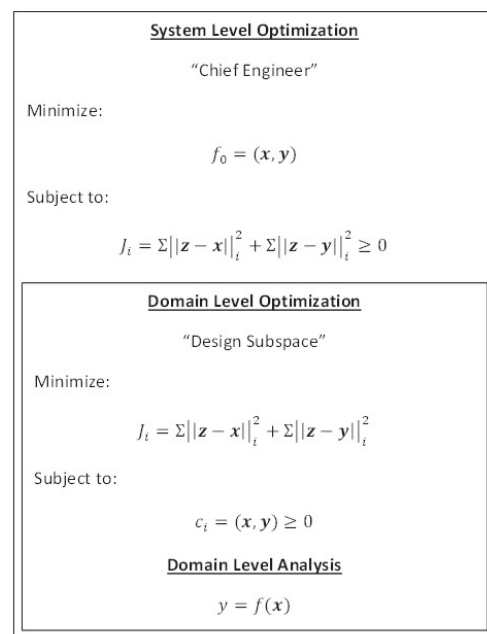 System Level Optimization
“Chief Engineer”
Minimize:
f₀ = (x, y)
Subject to:
Jᵢ = Σ||z − x||ᵢ² + Σ||z − y||ᵢ² ≥ 0
Domain Level Optimization
“Design Subspace”
Minimize:
Jᵢ = Σ||z − x||ᵢ² + Σ||z − y||ᵢ²
Subject to:
cᵢ = (x, y) ≥ 0
Domain Level Analysis
y = f(x)